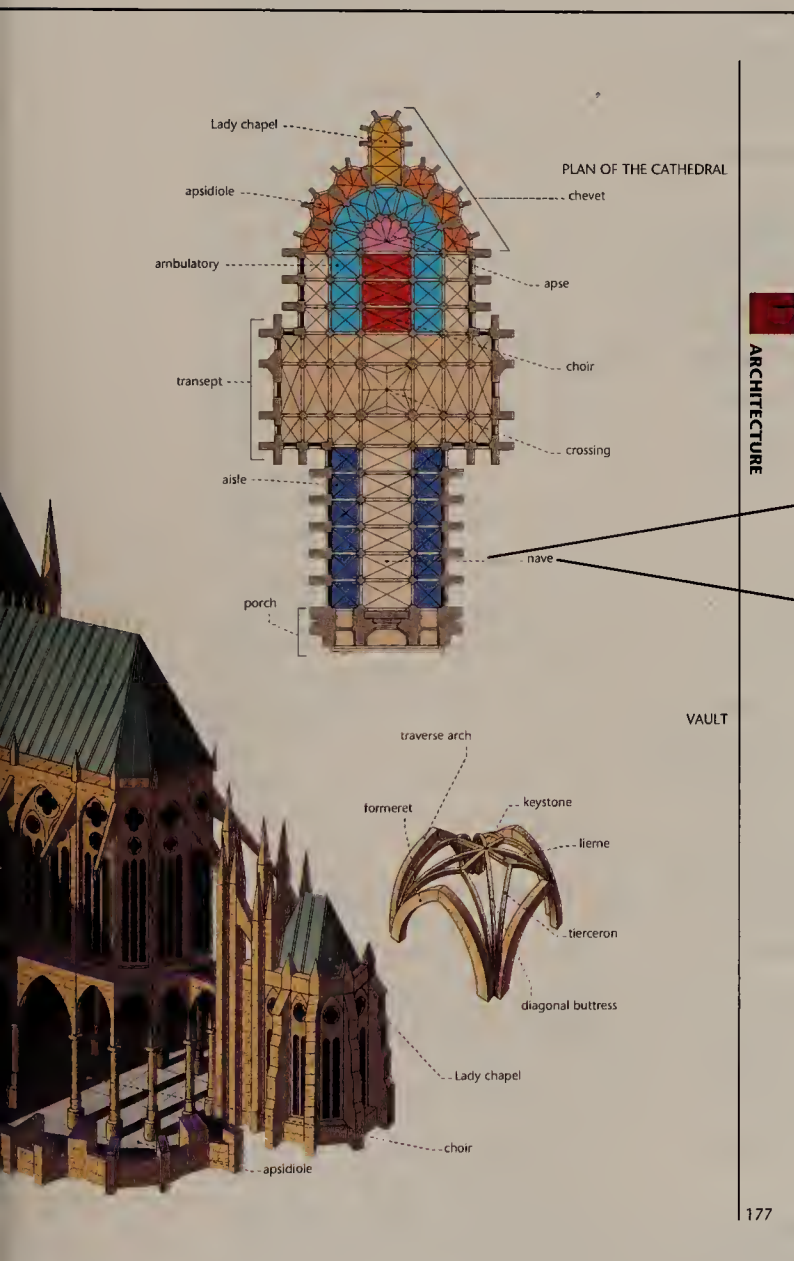 PLAN OF THE CATHEDRAL
Lady chapel
apsidiole
chevet
ambulatory
apse
choir
transept
crossing
aisle
nave
porch
ARCHITECTURE
VAULT
traverse arch
formeret
keystone
lierne
tierceron
diagonal buttress
Lady chapel
choir
apsidiole
177